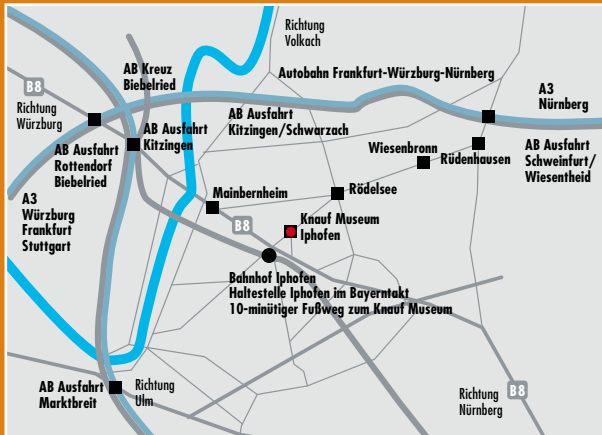 Richtung
Volkach
AB Kreuz
Biebelried
Autobahn Frankfurt-Würzburg-Nürnberg
B8
A3
Nürnberg
Richtung
Würzburg
AB Ausfahrt
Kitzingen
AB Ausfahrt
Kitzingen/Schwarzach
AB Ausfahrt
Rottendorf
Biebelried
Wiesenbronn
Rüdenhausen
AB Ausfahrt
Schweinfurt/
Wiesentheid
A3
Würzburg
Frankfurt
Stuttgart
Mainbernheim
Rödelsee
B8
Knauf Museum
Iphofen
Bahnhof Iphofen
Haltestelle Iphofen im Bayerntakt
10-minütiger Fußweg zum Knauf Museum
AB Ausfahrt
Marktbreit
Richtung
Ulm
Richtung
Nürnberg
B8